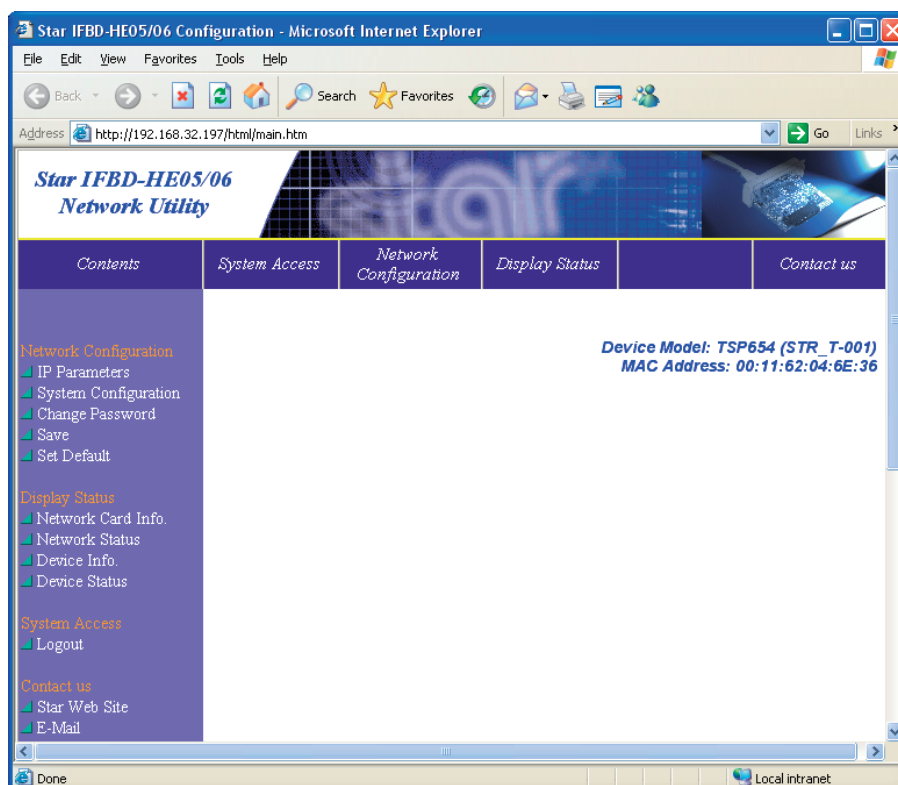 Star IFBD-HE05/06 Configuration - Microsoft Internet Explorer
File Edit View Favorites Tools Help
Back Search Favorites
Address http://192.168.32.197/html/main.htm Go Links
Star IFBD-HE05/06
Network Utility
star
Contents System Access Network Configuration Display Status Contact us
Device Model: TSP654 (STR_T-001)
MAC Address: 00:11:62:04:6E:36
Network Configuration
IP Parameters
System Configuration
Change Password
Save
Set Default
Display Status
Network Card Info.
Network Status
Device Info.
Device Status
System Access
Logout
Contact us
Star Web Site
E-Mail
Done Local intranet